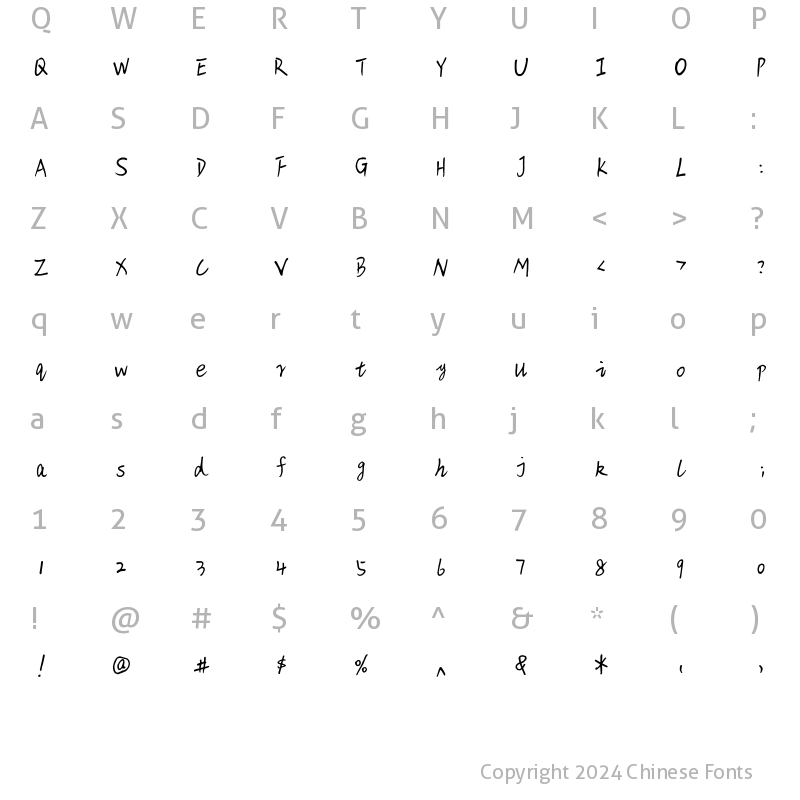 Q W E R T Y U I O P
Q W E R T Y U I O P
A S D F G H J K L :
A S D F G H J K L :
Z X C V B N M < > ?
Z X C V B N M < > ?
q w e r t y u i o p
q w e r t y u i o p
a s d f g h j k l ;
a s d f g h j k l ;
1 2 3 4 5 6 7 8 9 0
1 2 3 4 5 6 7 8 9 0
! @ # $ % ^ & * ( )
! @ # $ % ^ & * ( )
Copyright 2024 Chinese Fonts